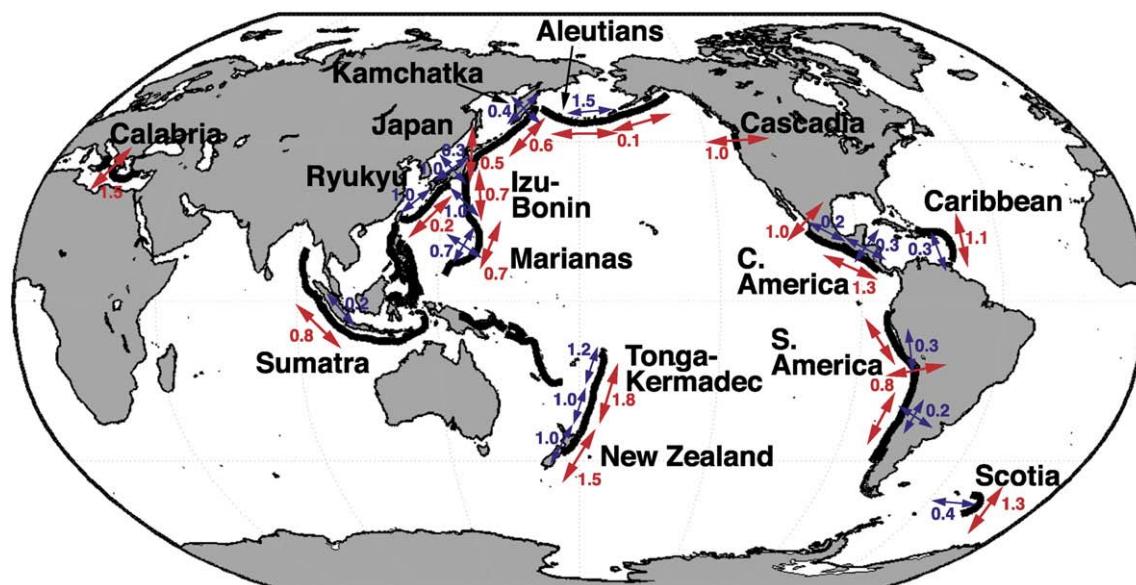 Aleutians
Kamchatka
0.4
1.5
Japan
0.6
0.1
Calabria
1.5
Cascadia
1.0
0.3
0.5
1.0
Ryukyu
1.0
0.7
Izu-
Bonin
1.0
0.2
0.7
Marianas
0.7
Caribbean
1.1
0.3
1.0
0.2
0.3
C.
America
1.3
0.2
0.8
Sumatra
1.2
Tonga-
Kermadec
1.8
1.0
1.0
New Zealand
1.5
S.
America
0.3
0.8
0.2
Scotia
0.4
1.3